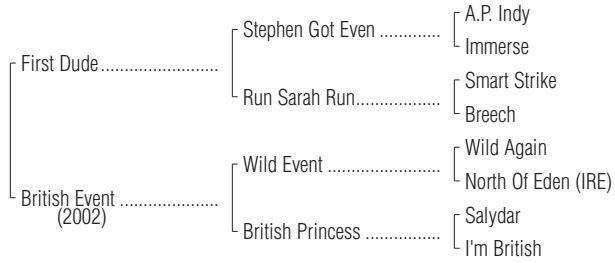 A.P. Indy
Stephen Got Even .............
Immerse
First Dude.........................
Smart Strike
Run Sarah Run..................
Breech
Wild Again
Wild Event ........................
North Of Eden (IRE)
British Event .....................
(2002)
Salydar
British Princess ................
I'm British